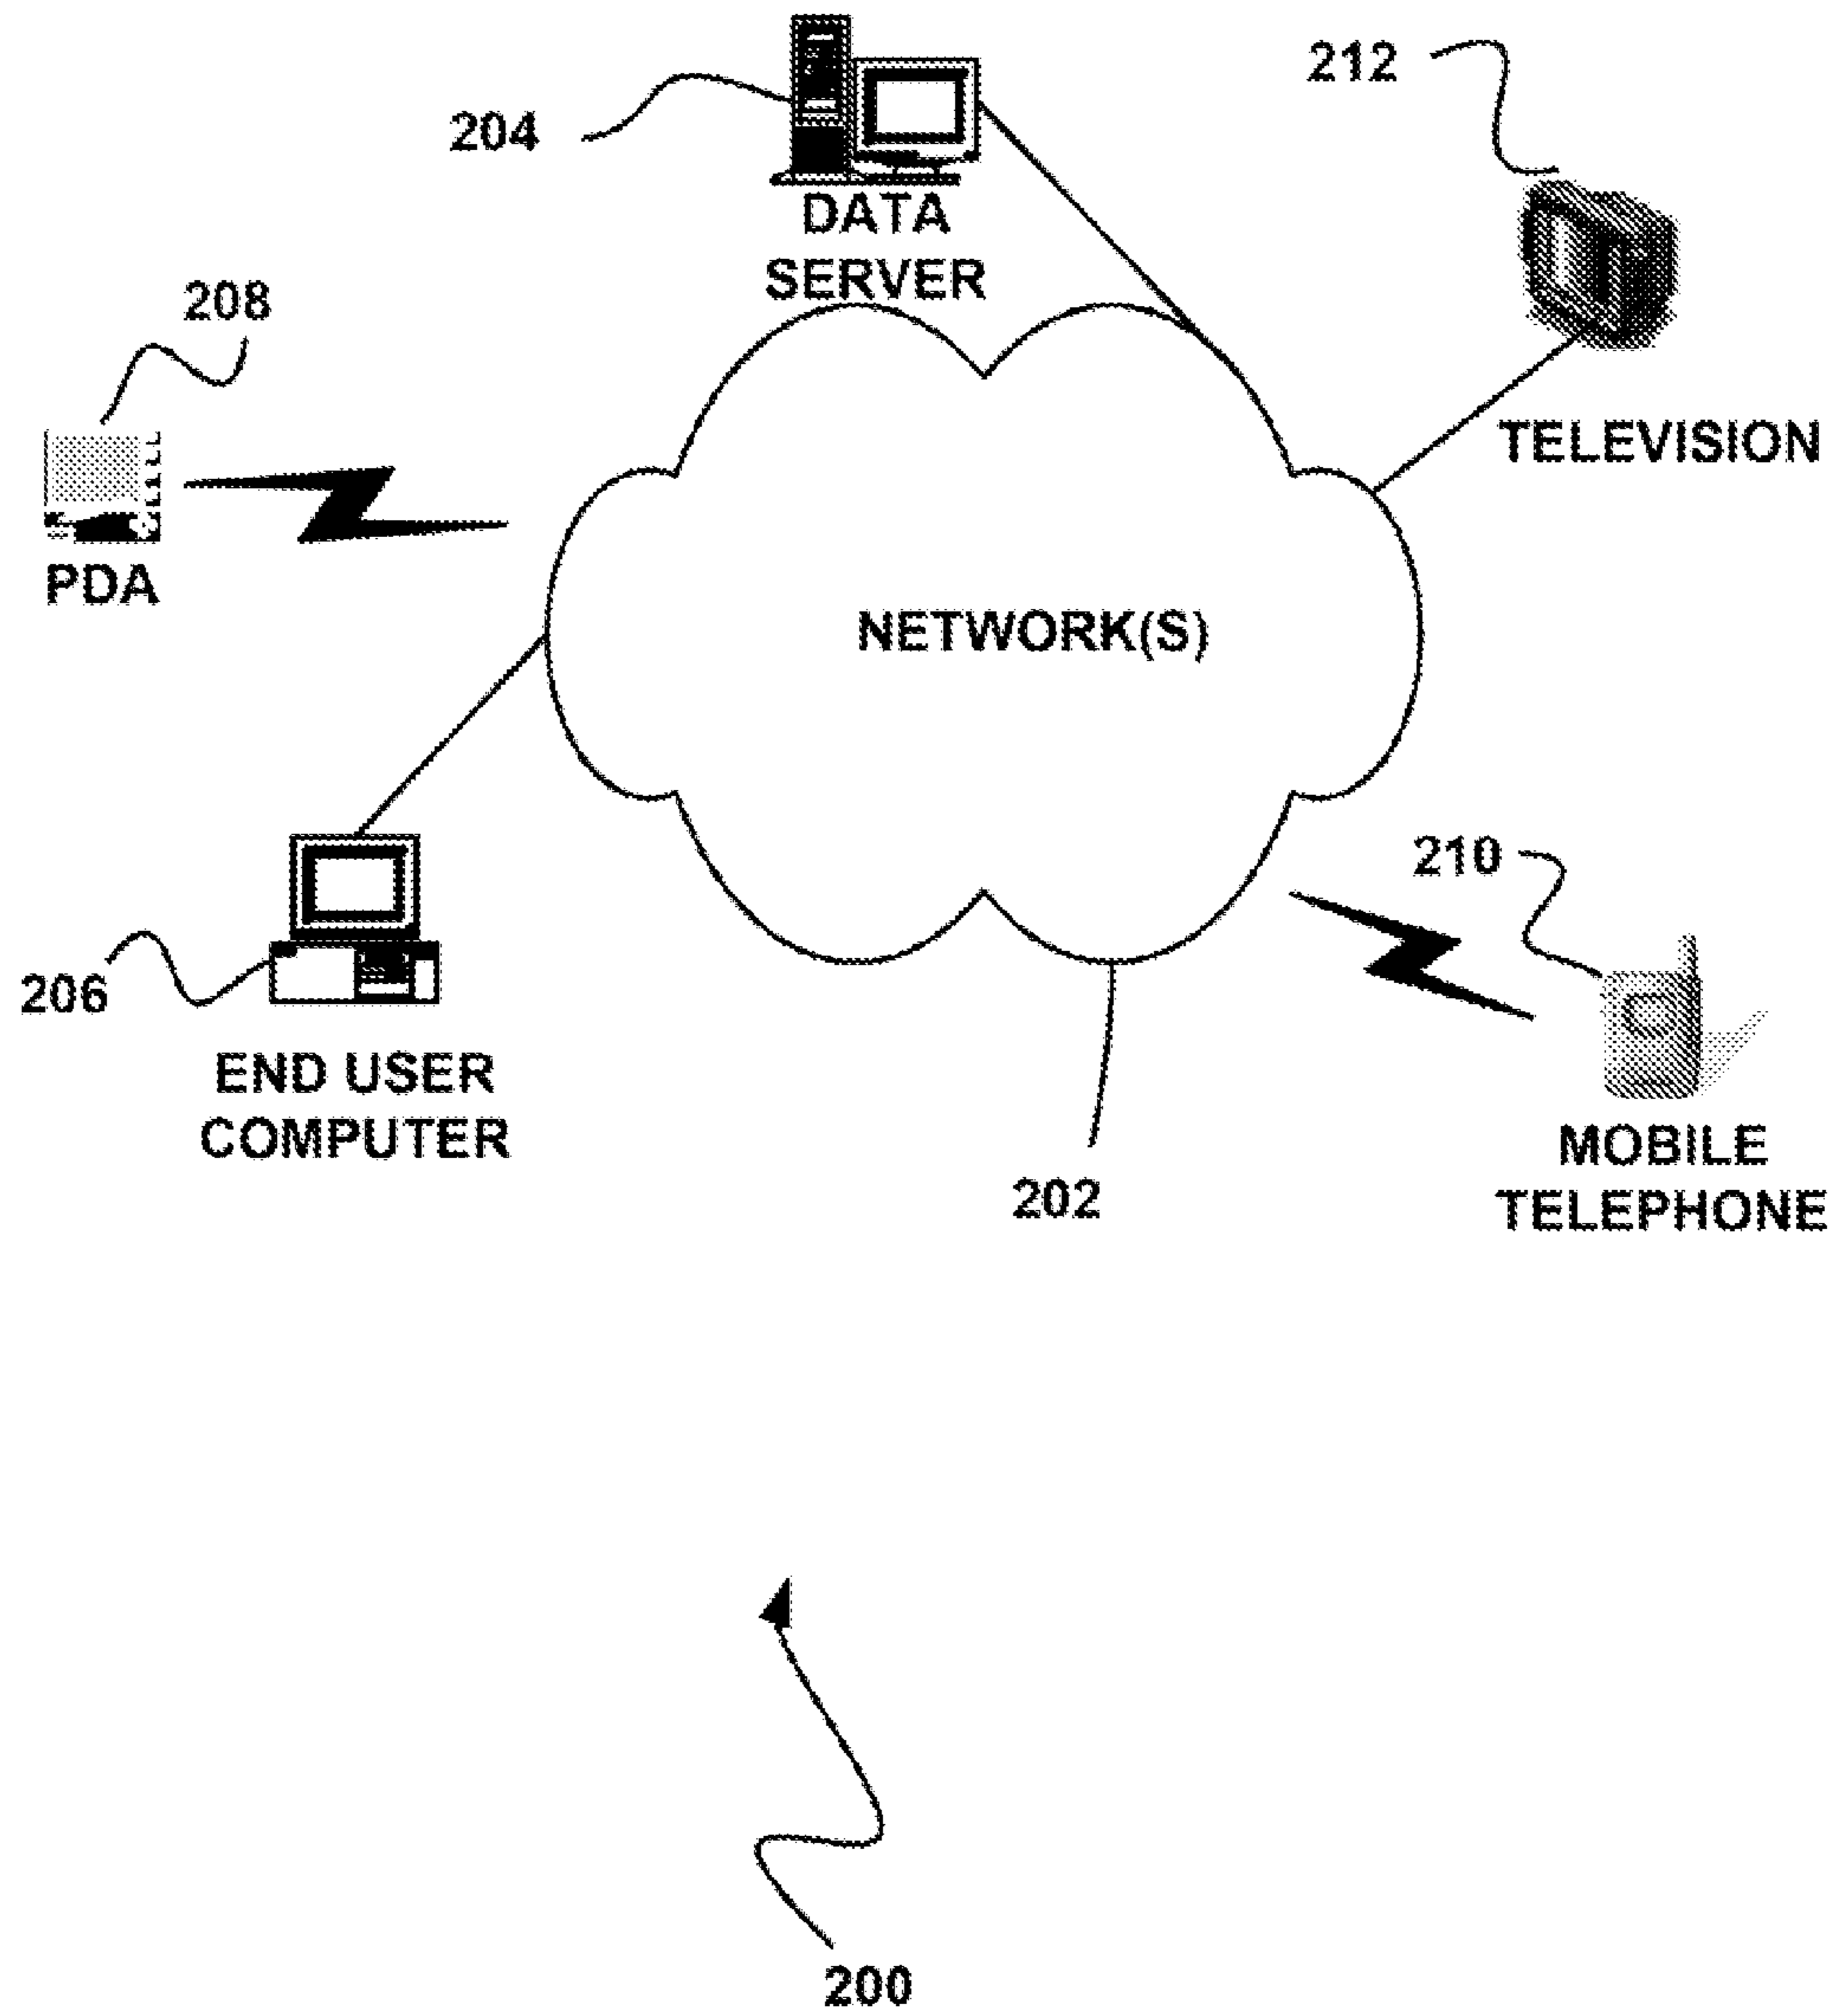 212
204
DATA
SERVER
208
TELEVISION
PDA
NETWORK(S)
210
206
END USER
COMPUTER
202
MOBILE
TELEPHONE
200